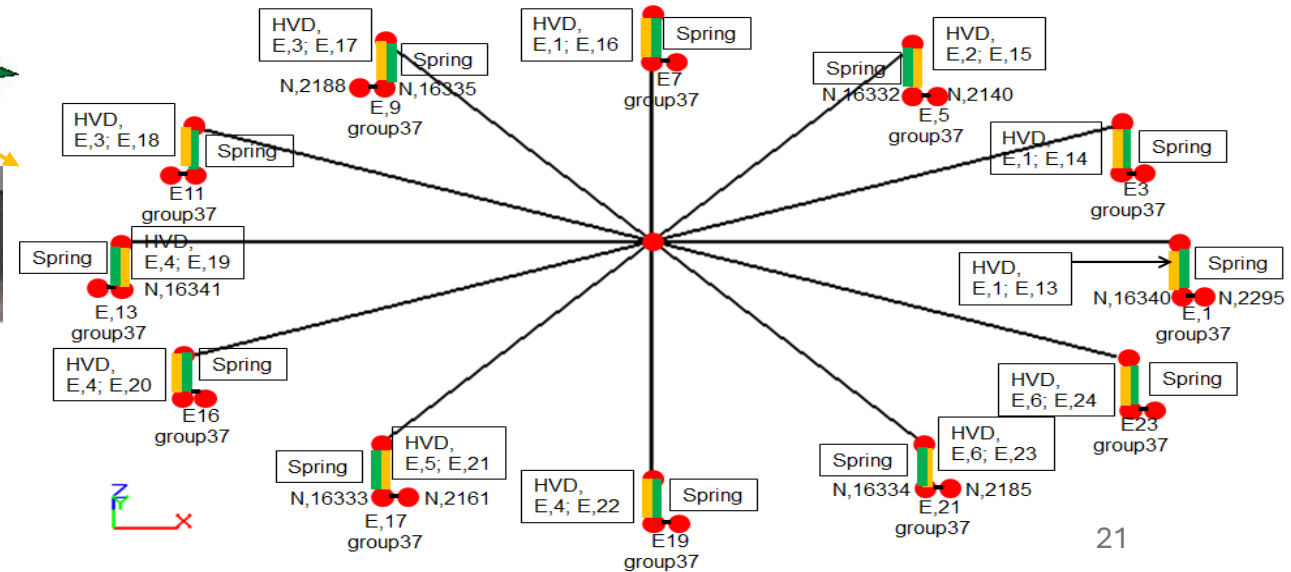 HVD,
E,1; E,16
Spring
E7
group37
HVD,
E,3; E,17
Spring
N,2188
N,16335
E,9
group37
HVD,
E,2; E,15
Spring
N,16332
N,2140
E,5
group37
HVD,
E,3; E,18
Spring
E11
group37
HVD,
E,1; E,14
Spring
E3
group37
HVD,
E,4; E,19
Spring
N,16341
E,13
group37
HVD,
E,1; E,13
Spring
N,16340
N,2295
E,1
group37
HVD,
E,4; E,20
Spring
E16
group37
HVD,
E,6; E,24
Spring
E23
group37
HVD,
E,5; E,21
Spring
N,16333
N,2161
E,17
group37
HVD,
E,4; E,22
Spring
E19
group37
HVD,
E,6; E,23
Spring
N,16334
N,2185
E,21
group37
Z
Y
X
21